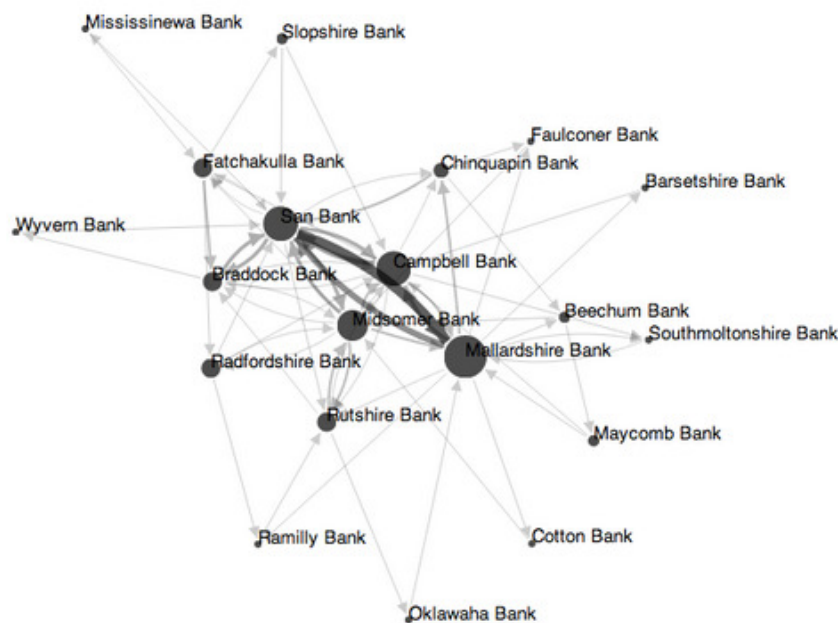 Mississinewa Bank
Slopshire Bank
Faulconer Bank
Fatchakulla Bank
Chinquapin Bank
Barsetshire Bank
San Bank
Wyvern Bank
Campbell Bank
Braddock Bank
Beechum Bank
Midsomer Bank
Southmoltonshire Bank
Mallardshire Bank
Radfordshire Bank
Rutshire Bank
Maycomb Bank
Ramilly Bank
Cotton Bank
Oklawaha Bank